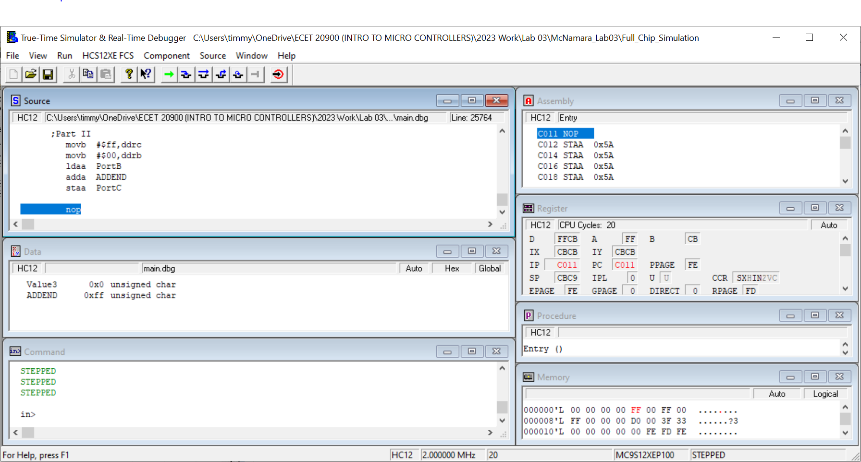 True-Time Simulator & Real-Time Debugger   C:\Users\timmy\OneDrive\ECET 20900 (INTRO TO MICRO CONTROLLERS)\2023 Work\Lab 03\McNamara_Lab03\Full_Chip_Simulation
File View Run HCS12XE FCS Component Source Window Help
Source
HC12 C:\Users\timmy\OneDrive\ECET 20900 (INTRO TO MICRO CONTROLLERS)\2023 Work\Lab 03\...\main.dbg Line: 25764
;Part II
movb #$ff,ddrc
movb #$00,ddrb
ldaa PortB
adda ADDEND
staa PortC
nop
Data
HC12 main.dbg Auto Hex Global
Value3 0x0 unsigned char
ADDEND 0xff unsigned char
Command
STEPPED
STEPPED
STEPPED
in>
Assembly
HC12 Entry
C011 NOP
C012 STAA 0x5A
C014 STAA 0x5A
C016 STAA 0x5A
C018 STAA 0x5A
Register
HC12 CPU Cycles: 20 Auto
D FFCB A FF B CB
IX CBCB IY CBCB
IP C011 PC C011 PPAGE FE
SP CBC9 IPL 0 U U CCR SXHINZVC
EPAGE FE GPAGE 0 DIRECT 0 RPAGE FD
Procedure
HC12
Entry ()
Memory
Auto Logical
000000'L 00 00 00 00 FF 00 FF 00 ........
000008'L FF 00 00 00 D0 00 3F 33 ......?3
000010'L 00 00 00 00 FE FD FE ........
For Help, press F1 HC12 2.000000 MHz 20 MC9S12XEP100 STEPPED